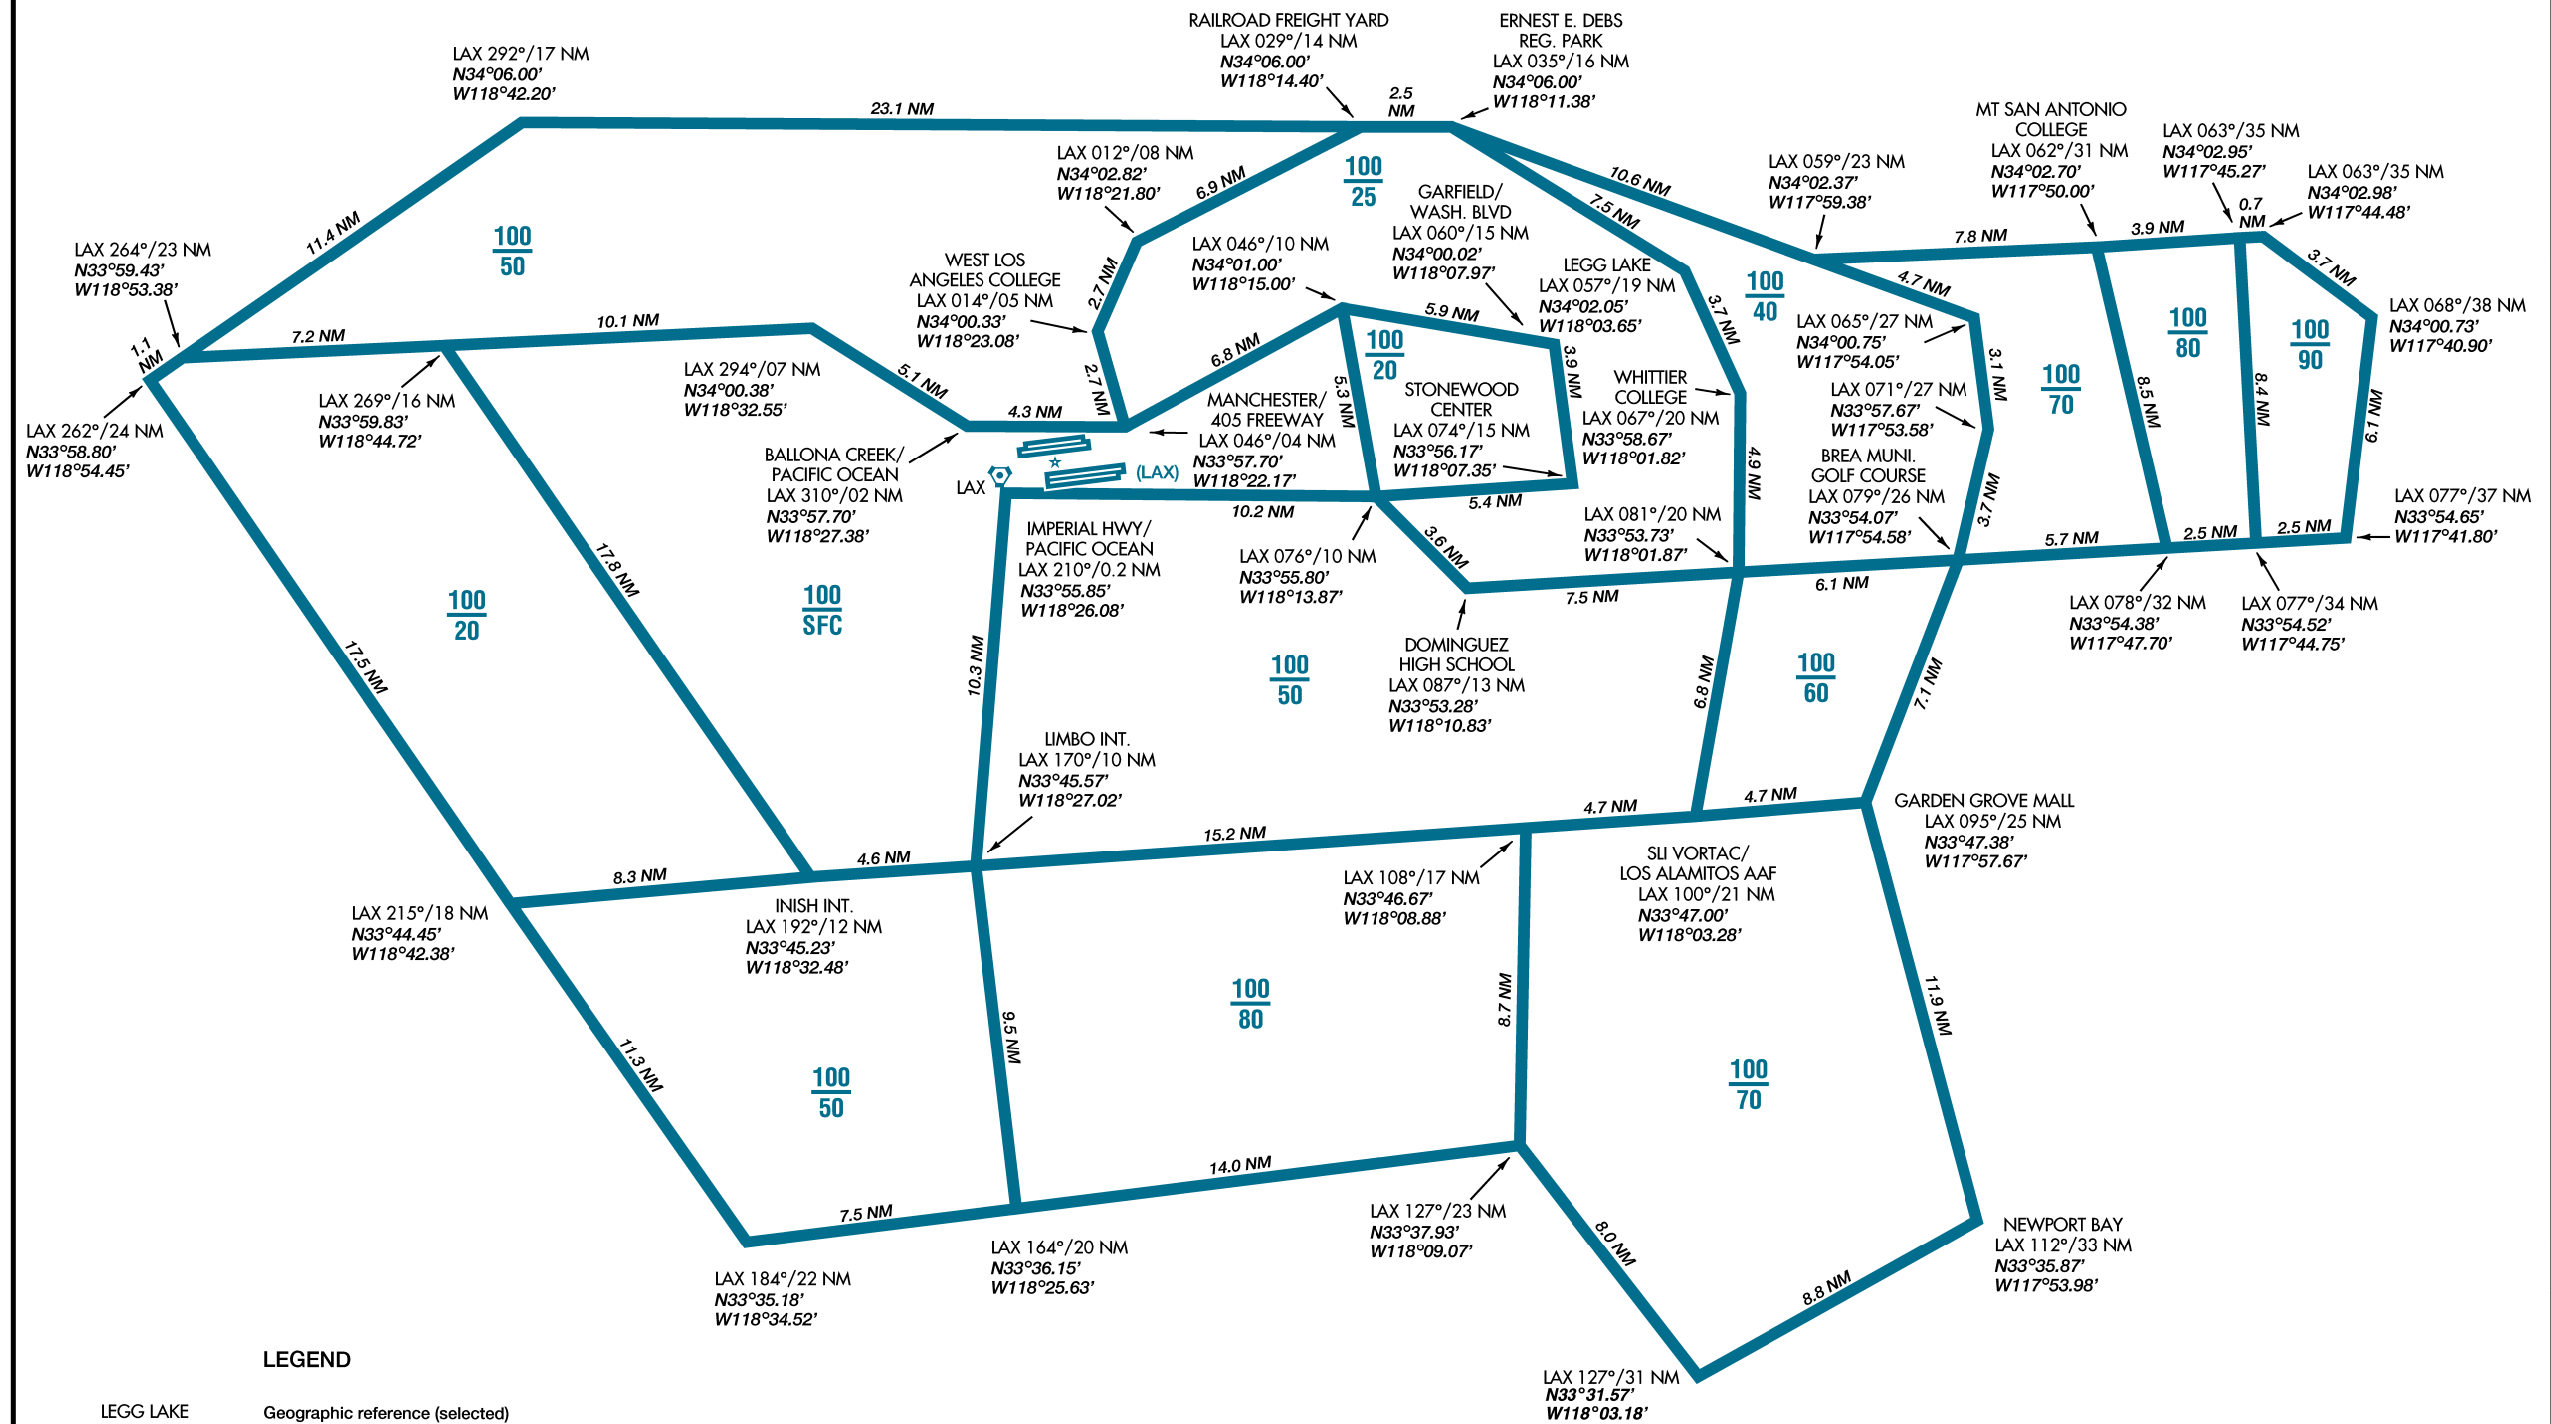 RAILROAD FREIGHT YARD
LAX 029°/14 NM
N34°06.00'
W118°14.40'
ERNEST E. DEBS
REG. PARK
LAX 035°/16 NM
N34°06.00'
W118°11.38'
LAX 292°/17 NM
N34°06.00'
W118°42.20'
23.1 NM
2.5
NM
MT SAN ANTONIO
COLLEGE
LAX 062°/31 NM
N34°02.70'
W117°50.00'
LAX 063°/35 NM
N34°02.95'
W117°45.27'
LAX 063°/35 NM
N34°02.98'
W117°44.48'
LAX 012°/08 NM
N34°02.82'
W118°21.80'
6.9 NM
100
25
10.6 NM
7.5 NM
LAX 059°/23 NM
N34°02.37'
W117°59.38'
0.7
NM
3.9 NM
7.8 NM
3.7 NM
GARFIELD/
WASH. BLVD
LAX 060°/15 NM
N34°00.02'
W118°07.97'
LAX 264°/23 NM
N33°59.43'
W118°53.38'
11.4 NM
100
50
LAX 046°/10 NM
N34°01.00'
W118°15.00'
WEST LOS
ANGELES COLLEGE
LAX 014°/05 NM
N34°00.33'
W118°23.08'
2.7 NM
LEGG LAKE
LAX 057°/19 NM
N34°02.05'
W118°03.65'
100
40
3.7 NM
4.7 NM
LAX 068°/38 NM
N34°00.73'
W117°40.90'
1.1
NM
7.2 NM
10.1 NM
5.9 NM
LAX 065°/27 NM
N34°00.75'
W117°54.05'
100
80
100
90
LAX 294°/07 NM
N34°00.38'
W118°32.55'
5.1 NM
2.7 NM
6.8 NM
100
20
5.3 NM
3.9 NM
3.1 NM
100
70
8.5 NM
8.4 NM
6.1 NM
LAX 269°/16 NM
N33°59.83'
W118°44.72'
4.3 NM
MANCHESTER/
405 FREEWAY
LAX 046°/04 NM
N33°57.70'
W118°22.17'
STONEWOOD
CENTER
LAX 074°/15 NM
N33°56.17'
W118°07.35'
WHITTIER
COLLEGE
LAX 067°/20 NM
N33°58.67'
W118°01.82'
LAX 071°/27 NM
N33°57.67'
W117°53.58'
LAX 262°/24 NM
N33°58.80'
W118°54.45'
BALLONA CREEK/
PACIFIC OCEAN
LAX 310°/02 NM
N33°57.70'
W118°27.38'
LAX
(LAX)
4.9 NM
BREA MUNI.
GOLF COURSE
LAX 079°/26 NM
N33°54.07'
W117°54.58'
3.7 NM
LAX 077°/37 NM
N33°54.65'
W117°41.80'
10.2 NM
5.4 NM
IMPERIAL HWY/
PACIFIC OCEAN
LAX 210°/0.2 NM
N33°55.85'
W118°26.08'
LAX 076°/10 NM
N33°55.80'
W118°13.87'
3.6 NM
LAX 081°/20 NM
N33°53.73'
W118°01.87'
5.7 NM
2.5 NM
2.5 NM
17.8 NM
7.5 NM
6.1 NM
LAX 078°/32 NM
N33°54.38'
W117°47.70'
LAX 077°/34 NM
N33°54.52'
W117°44.75'
100
20
100
SFC
17.5 NM
10.3 NM
100
50
DOMINGUEZ
HIGH SCHOOL
LAX 087°/13 NM
N33°53.28'
W118°10.83'
6.8 NM
100
60
7.1 NM
LIMBO INT.
LAX 170°/10 NM
N33°45.57'
W118°27.02'
4.7 NM
4.7 NM
GARDEN GROVE MALL
LAX 095°/25 NM
N33°47.38'
W117°57.67'
15.2 NM
4.6 NM
8.3 NM
LAX 108°/17 NM
N33°46.67'
W118°08.88'
SLI VORTAC/
LOS ALAMITOS AAF
LAX 100°/21 NM
N33°47.00'
W118°03.28'
LAX 215°/18 NM
N33°44.45'
W118°42.38'
INISH INT.
LAX 192°/12 NM
N33°45.23'
W118°32.48'
9.5 NM
100
80
8.7 NM
11.9 NM
11.3 NM
100
50
100
70
14.0 NM
7.5 NM
LAX 127°/23 NM
N33°37.93'
W118°09.07'
8.0 NM
NEWPORT BAY
LAX 112°/33 NM
N33°35.87'
W117°53.98'
LAX 164°/20 NM
N33°36.15'
W118°25.63'
LAX 184°/22 NM
N33°35.18'
W118°34.52'
8.8 NM
LAX 127°/31 NM
N33°31.57'
W118°03.18'
LEGEND
LEGG LAKE
Geographic reference (selected)